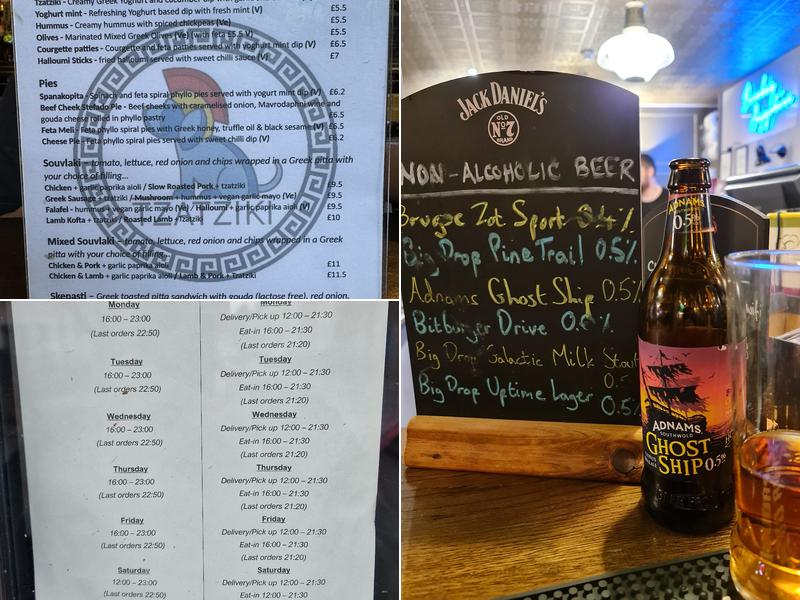 Tzatziki - Creamy Greek Yoghurt and cucumber dip with garlic (V) £5.5
Yoghurt mint - Refreshing Yoghurt based dip with fresh mint (V) £5.5
Hummus - Creamy hummus with spiced chickpeas (Ve) £5.5
Olives - Marinated Mixed Greek Olives (Ve) (with feta £5.5 V) £5.5
Courgette patties - Courgette and feta patties served with yoghurt mint dip (V) £6.5
Halloumi Sticks - fried halloumi served with sweet chilli sauce (V) £7
Pies
Spanakopita - Spinach and feta spiral phyllo pies served with yogurt mint dip (V) £6.2
Beef Cheek Stefado Pie - Beef cheeks with caramelised onion, Mavrodaphni wine and
gouda cheese rolled in phyllo pastry £6.5
Feta Meli - Feta phyllo spiral pies with Greek honey, truffle oil & black sesame (V) £6.5
Cheese Pie - Feta phyllo spiral pies served with sweet chilli dip (V) £6.2
Souvlaki – tomato, lettuce, red onion and chips wrapped in a Greek pitta with
your choice of filling...
Chicken + garlic paprika aioli / Slow Roasted Pork + tzatziki £9.5
Greek Sausage + tzatziki / Mushroom + hummus + vegan garlic mayo (Ve) £9.5
Falafel - hummus + vegan garlic mayo (Ve) / Halloumi + garlic paprika aioli (V) £9.5
Lamb Kofta + tzatziki / Roasted Lamb +Tzatziki £10
TZATZIKI
Mixed Souvlaki – tomato, lettuce, red onion and chips wrapped in a Greek
pitta with your choice of filling...
Chicken & Pork + garlic paprika aioli £11
Chicken & Lamb + garlic paprika aioli / Lamb & Pork + Tzatziki £11.5
Skepasti – Greek toasted pitta sandwich with gouda (lactose free), red onion,
Monday
16:00 – 23:00
(Last orders 22:50)
Tuesday
16:00 – 23:00
(Last orders 22:50)
Wednesday
16:00 – 23:00
(Last orders 22:50)
Thursday
16:00 – 23:00
(Last orders 22:50)
Friday
16:00 – 23:00
(Last orders 22:50)
Saturday
12:00 – 23:00
(Last orders 22:50)
Monday
Delivery/Pick up 12:00 – 21:30
Eat-in 16:00 - 21:30
(Last orders 21:20)
Tuesday
Delivery/Pick up 12:00 – 21:30
Eat-in 16:00 – 21:30
(Last orders 21:20)
Wednesday
Delivery/Pick up 12:00 – 21:30
Eat-in 16:00 – 21:30
(Last orders 21:20)
Thursday
Delivery/Pick up 12:00 – 21:30
Eat-in 16:00 – 21:30
(Last orders 21:20)
Friday
Delivery/Pick up 12:00 – 21:30
Eat-in 16:00 – 21:30
(Last orders 21:20)
Saturday
Delivery/Pick up 12:00 – 21:30
Eat-in 12:00 – 21:30
JACK DANIEL'S
OLD
No 7
BRAND
NON-ALCOHOLIC BEER
Brugse Zot Sport 0.4%
Big Drop Pine Trail 0.5%
Adnams Ghost Ship 0.5%
Bitburger Drive 0.0%
Big Drop Galactic Milk Stout
0.5
Big Drop Uptime Lager 0.5%
ADNAMS
0.5%
ADNAMS
SOUTHWOLD
GHOST
SHIP 0.5%